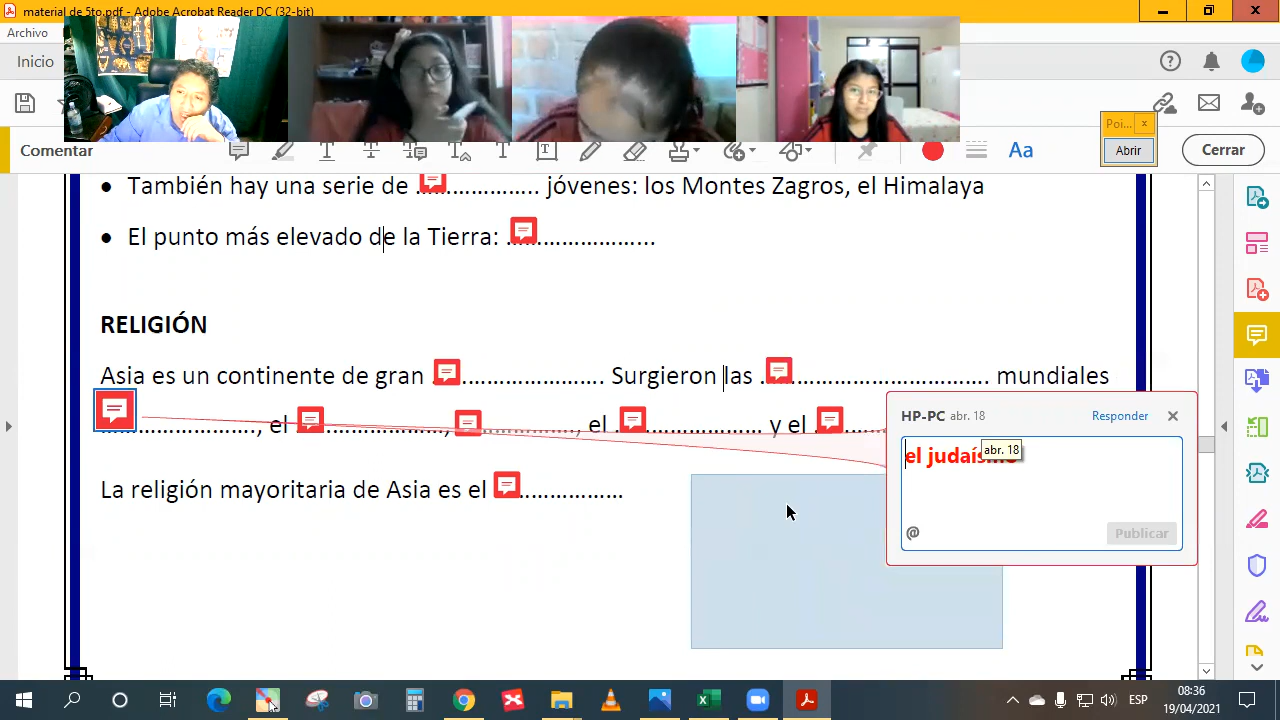 material de 5to.pdf - Adobe Acrobat Reader DC (32-bit)
Archivo
Inicio
Poi... x
Abrir
Comentar
Aa
Cerrar
• También hay una serie de ………………….. jóvenes: los Montes Zagros, el Himalaya
• El punto más elevado de la Tierra: ……………………...
RELIGIÓN
Asia es un continente de gran ………………………. Surgieron las ………………………………… mundiales
……………………, el …………………, ………………, el …………………… y el ………
La religión mayoritaria de Asia es el …………………
HP-PC abr. 18 Responder
el judaísmo
abr. 18
@ Publicar
ESP
08:36
19/04/2021